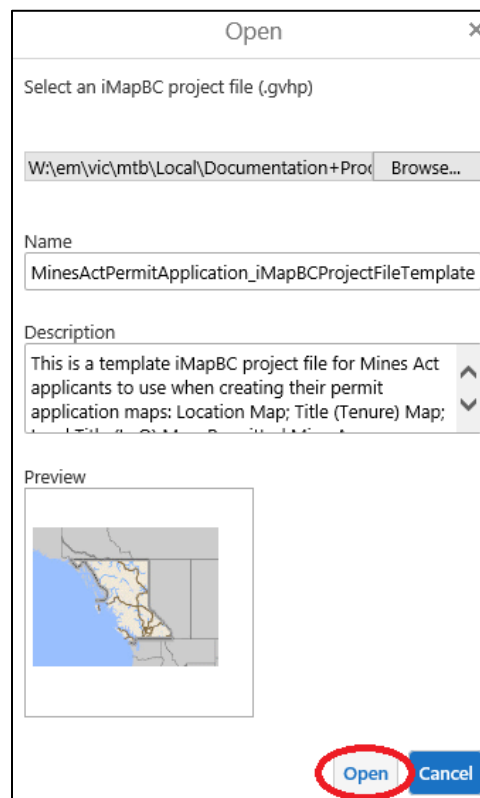 Open
Select an iMapBC project file (.gvhp)
W:\em\vic\mtb\Local\Documentation+Prod Browse...
Name
MinesActPermitApplication_iMapBCProjectFileTemplate
Description
This is a template iMapBC project file for Mines Act
applicants to use when creating their permit
application maps: Location Map; Title (Tenure) Map;
Preview
Open Cancel